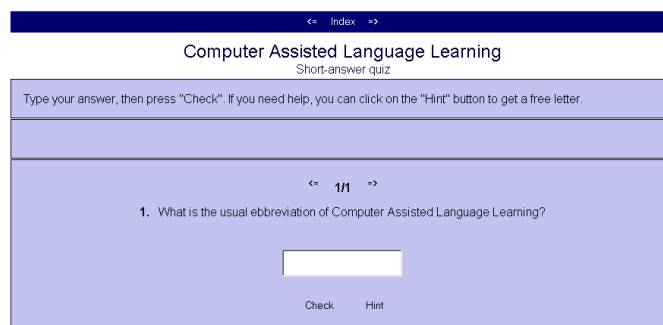 <= Index =>
Computer Assisted Language Learning
Short-answer quiz
Type your answer, then press "Check". If you need help, you can click on the "Hint" button to get a free letter.
<= 1/1 =>
1. What is the usual ebbreviation of Computer Assisted Language Learning?
Check Hint